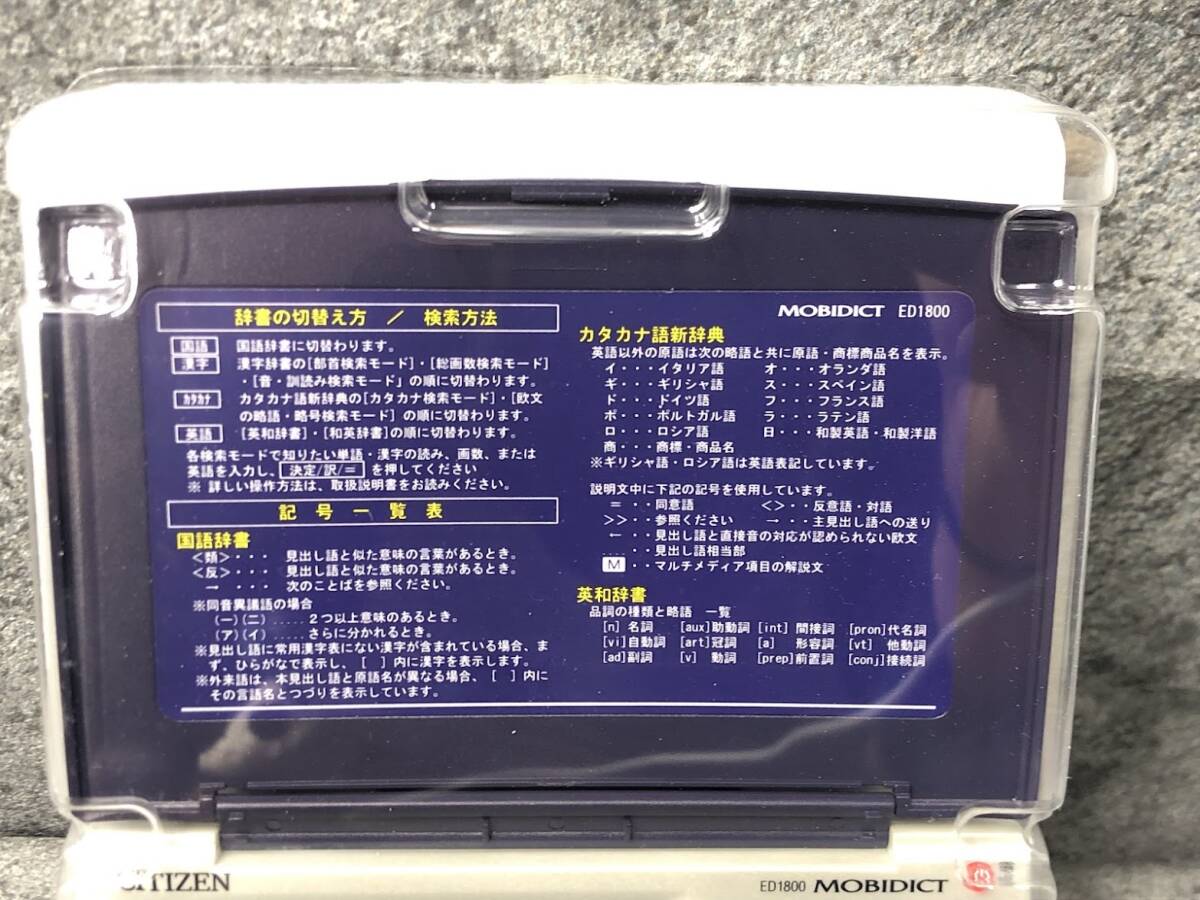 MOBIDICT ED1800
辞書の切替え方 / 検索方法
国語 国語辞書に切替わります。
漢字 漢字辞書の[部首検索モード]・[総画数検索モード]
・[音・訓読み検索モード」の順に切替わります。
カタカナ カタカナ語新辞典の[カタカナ検索モード]・[欧文
の略語・略号検索モード] の順に切替わります。
英語 [英和辞書]・[和英辞書]の順に切替わります。
各検索モードで知りたい単語・漢字の読み、画数、または
英語を入力し、 決定/訳/= を押してください
※ 詳しい操作方法は、取扱説明書をお読みください。
記号一覧表
国語辞書
<類>・・・ 見出し語と似た意味の言葉があるとき。
<反>・・・ 見出し語と似た意味の言葉があるとき。
→ ・・・ 次のことばを参照ください。
※同音異議語の場合
(一)(二)..... 2つ以上意味のあるとき。
(ア)(イ)..... さらに分かれるとき。
※見出し語に常用漢字表にない漢字が含まれている場合、ま
ず、ひらがなで表示し、[ ] 内に漢字を表示します。
※外来語は、本見出し語と原語名が異なる場合、[ ] 内に
その言語名とつづりを表示しています。
カタカナ語新辞典
英語以外の原語は次の略語と共に原語・商標商品名を表示。
イ・・・イタリア語 オ・・・オランダ語
ギ・・・ギリシャ語 ス・・・スペイン語
ド・・・ドイツ語 フ・・・フランス語
ポ・・・ポルトガル語 ラ・・・ラテン語
ロ・・・ロシア語 日・・・和製英語・和製洋語
商・・・商標・商品名
※ギリシャ語・ロシア語は英語表記しています。
説明文中に下記の記号を使用しています。
= ・・同意語 <>・・反意語・対語
>>・・参照ください → ・・主見出し語への送り
← ・・見出し語と直接音の対応が認められない欧文
....・・見出し語相当部
M ・・マルチメディア項目の解説文
英和辞書
品詞の種類と略語 一覧
[n] 名詞 [aux]助動詞 [int] 間接詞 [pron]代名詞
[vi]自動詞 [art]冠詞 [a] 形容詞 [vt] 他動詞
[ad]副詞 [v] 動詞 [prep]前置詞 [conj]接続詞
CITIZEN
ED1800 MOBIDICT